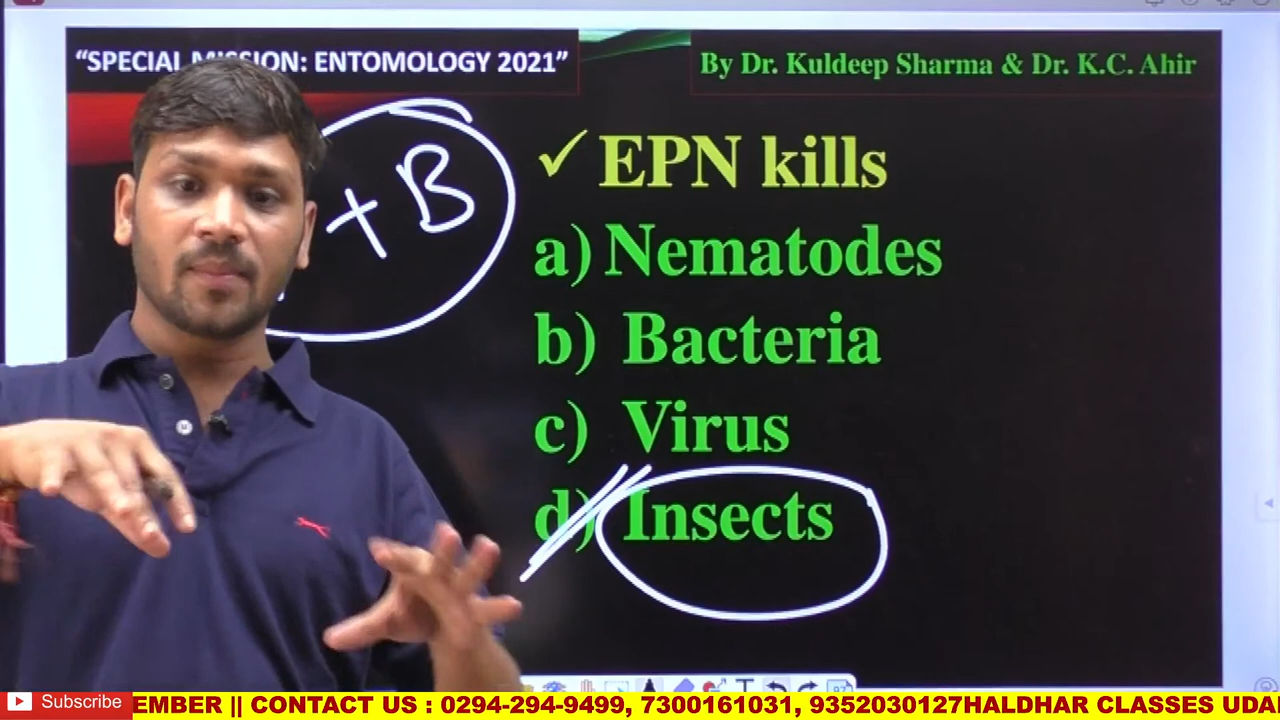 "SPECIAL MISSION: ENTOMOLOGY 2021"
By Dr. Kuldeep Sharma & Dr. K.C. Ahir
+ B
✓ EPN kills
a) Nematodes
b) Bacteria
c) Virus
d) Insects
Subscribe
EMBER || CONTACT US : 0294-294-9499, 7300161031, 9352030127HALDHAR CLASSES UDA